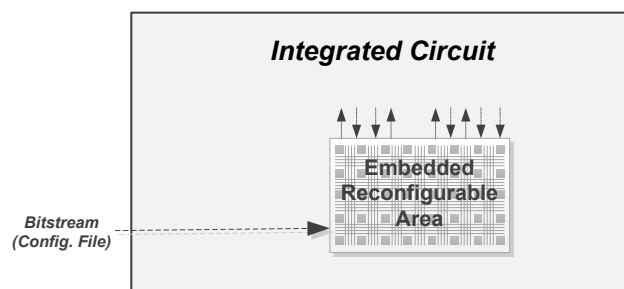 Integrated Circuit
Embedded
Reconfigurable
Area
Bitstream
(Config. File)